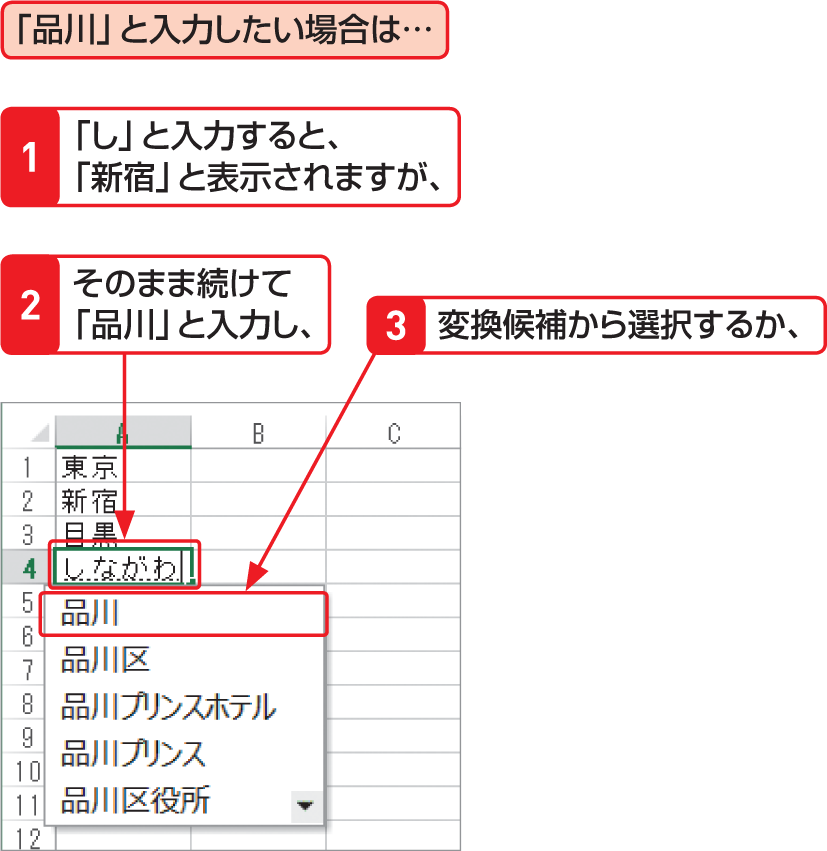 「品川」と入力したい場合は…
1
「し」と入力すると、
「新宿」と表示されますが、
2
そのまま続けて
「品川」と入力し、
3
変換候補から選択するか、
A B C
1 東京
2 新宿
3 目黒
4 しながわ
5
品川
6
品川区
7
8
品川プリンスホテル
9
品川プリンス
10
11
品川区役所
12